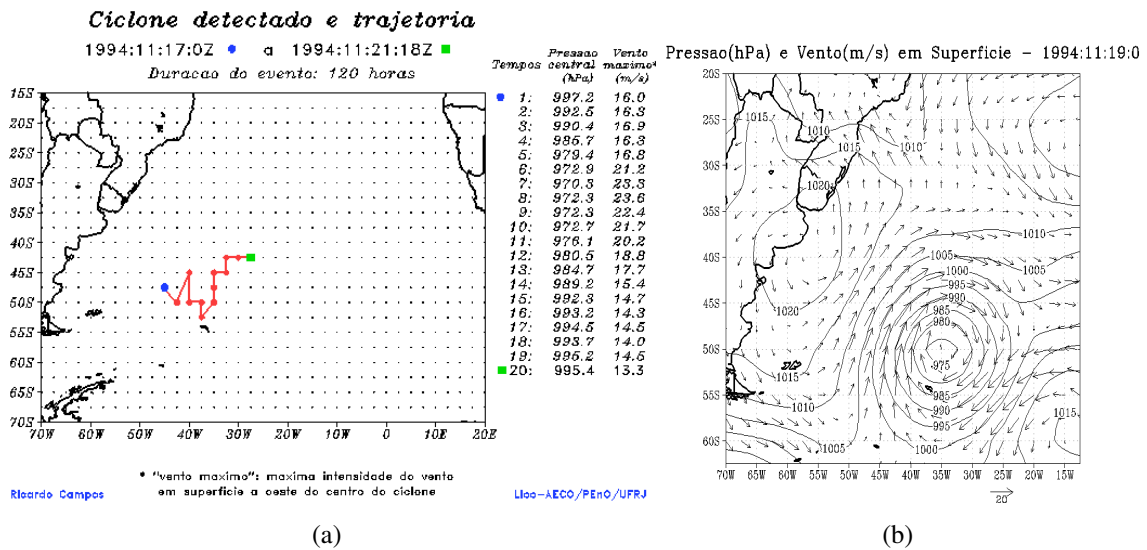 Ciclone detectado e trajetoria
1994:11:17:0Z a 1994:11:21:18Z
Duracao do evento: 120 horas
15S
20S
25S
30S
35S
40S
45S
50S
55S
60S
65S
70S
70W 60W 50W 40W 30W 20W 10W 0 10E 20E
Tempos Pressao central (hPa) Vento maximo* (m/s)
1: 997.2 16.0
2: 992.5 16.3
3: 990.4 16.9
4: 985.7 16.3
5: 979.4 16.8
6: 972.9 21.2
7: 970.3 23.3
8: 972.3 23.6
9: 972.3 22.4
10: 972.7 21.7
11: 976.1 20.2
12: 980.5 18.8
13: 984.7 17.7
14: 989.2 15.4
15: 992.3 14.7
16: 993.2 14.3
17: 994.5 14.5
18: 993.7 14.0
19: 995.2 14.5
20: 995.4 13.3
* "vento maximo": maxima intensidade do vento
em superficie a oeste do centro do ciclone
Ricardo Campos
Lioc-AECO/PEnO/UFRJ
(a)
Pressao(hPa) e Vento(m/s) em Superficie - 1994:11:19:0
20S
25S
30S
35S
40S
45S
50S
55S
60S
1015
1010
1015
1010
1020
1010
1005
1000
1005
995
990
985
980
1020
975
1015
985
990
995
1010
1015
1005
1000
70W 65W 60W 55W 50W 45W 40W 35W 30W 25W 20W 15W
20
(b)